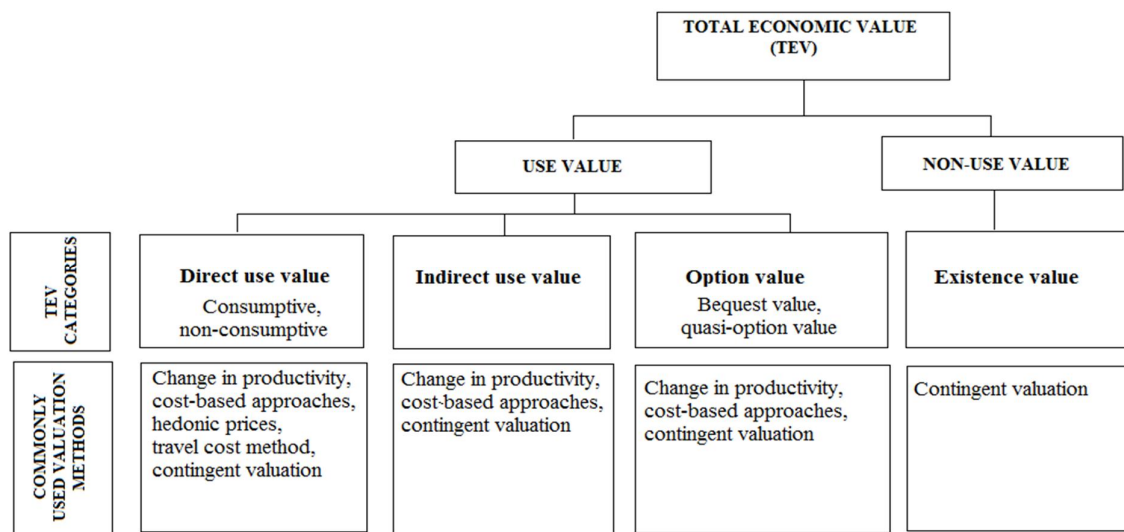 TOTAL ECONOMIC VALUE
(TEV)
USE VALUE
NON-USE VALUE
TEV
CATEGORIES
Direct use value
Consumptive,
non-consumptive
Indirect use value
Option value
Bequest value,
quasi-option value
Existence value
COMMONLY
USED VALUATION
METHODS
Change in productivity,
cost-based approaches,
hedonic prices,
travel cost method,
contingent valuation
Change in productivity,
cost-based approaches,
contingent valuation
Change in productivity,
cost-based approaches,
contingent valuation
Contingent valuation